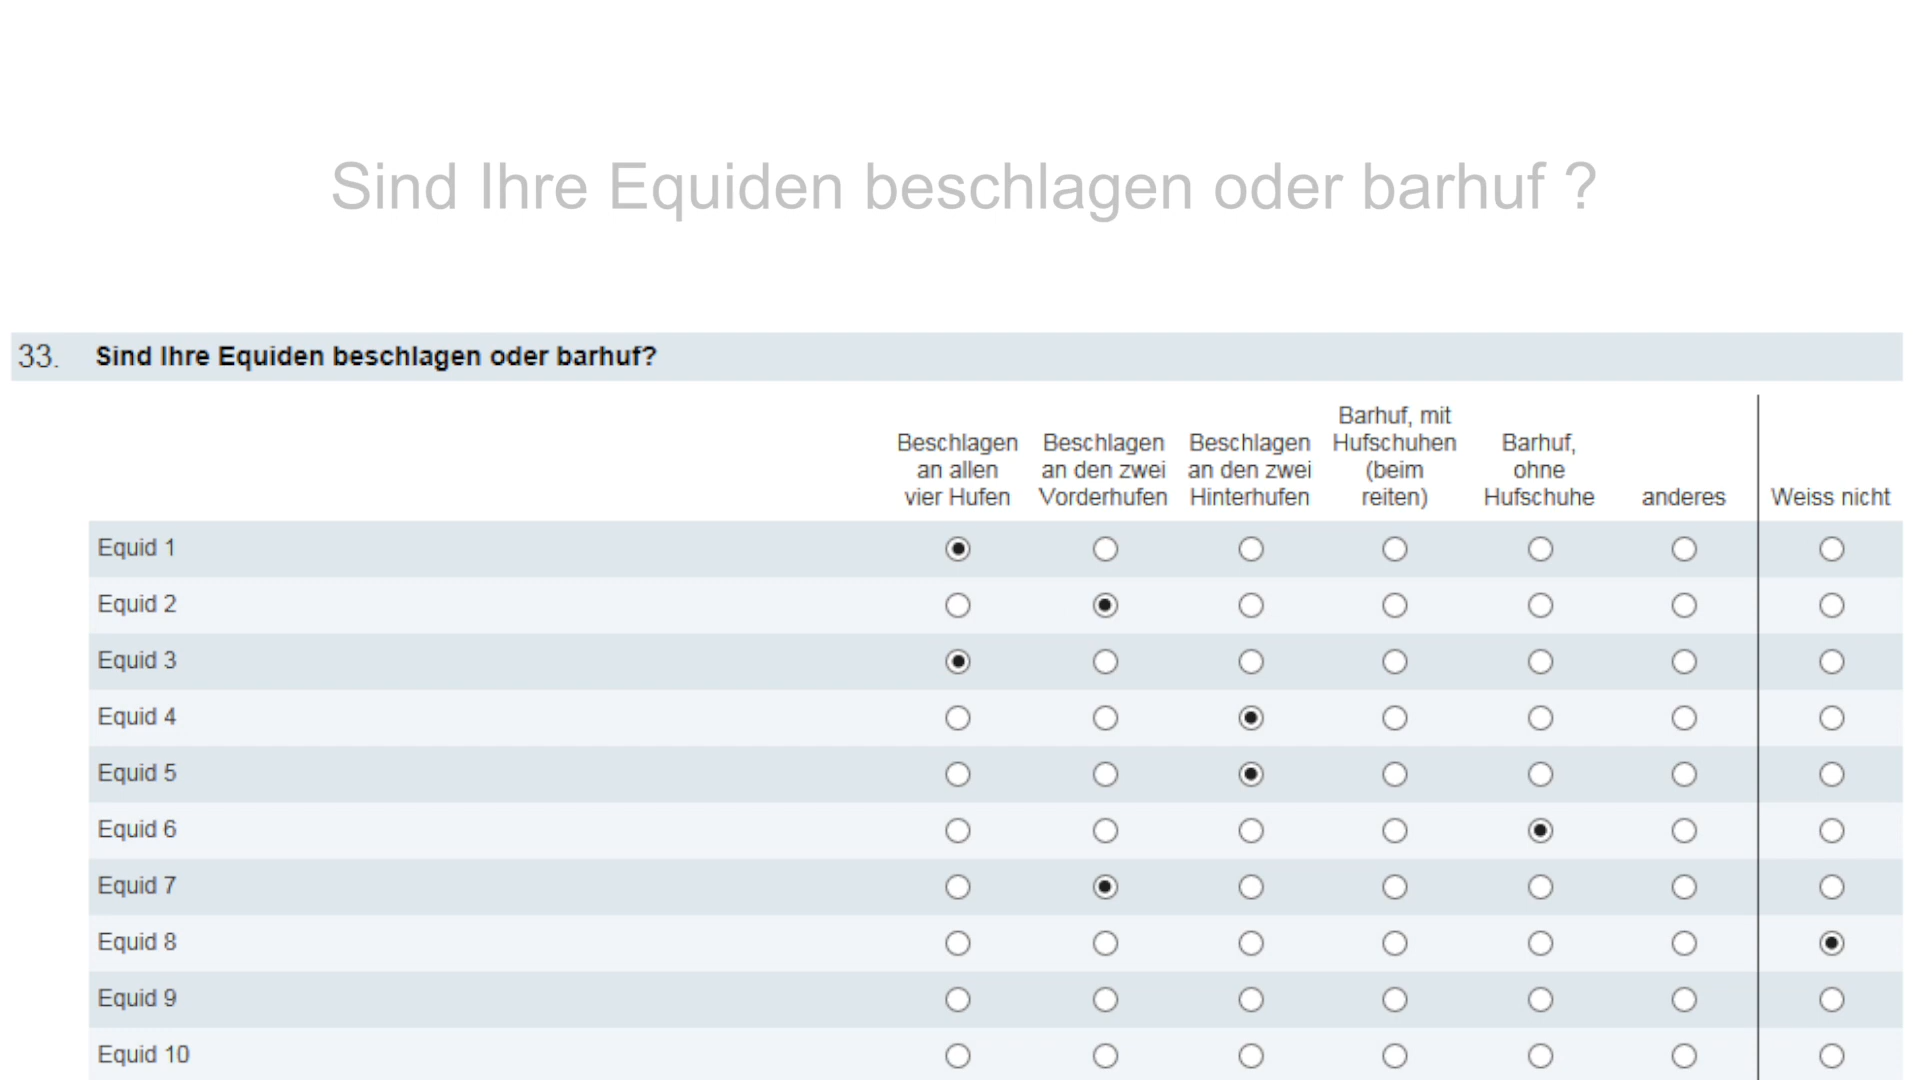 Sind Ihre Equiden beschlagen oder barhuf ?
33. Sind Ihre Equiden beschlagen oder barhuf?
Beschlagen an allen vier Hufen
Beschlagen an den zwei Vorderhufen
Beschlagen an den zwei Hinterhufen
Barhuf, mit Hufschuhen (beim reiten)
Barhuf, ohne Hufschuhe
anderes
Weiss nicht
Equid 1
Equid 2
Equid 3
Equid 4
Equid 5
Equid 6
Equid 7
Equid 8
Equid 9
Equid 10